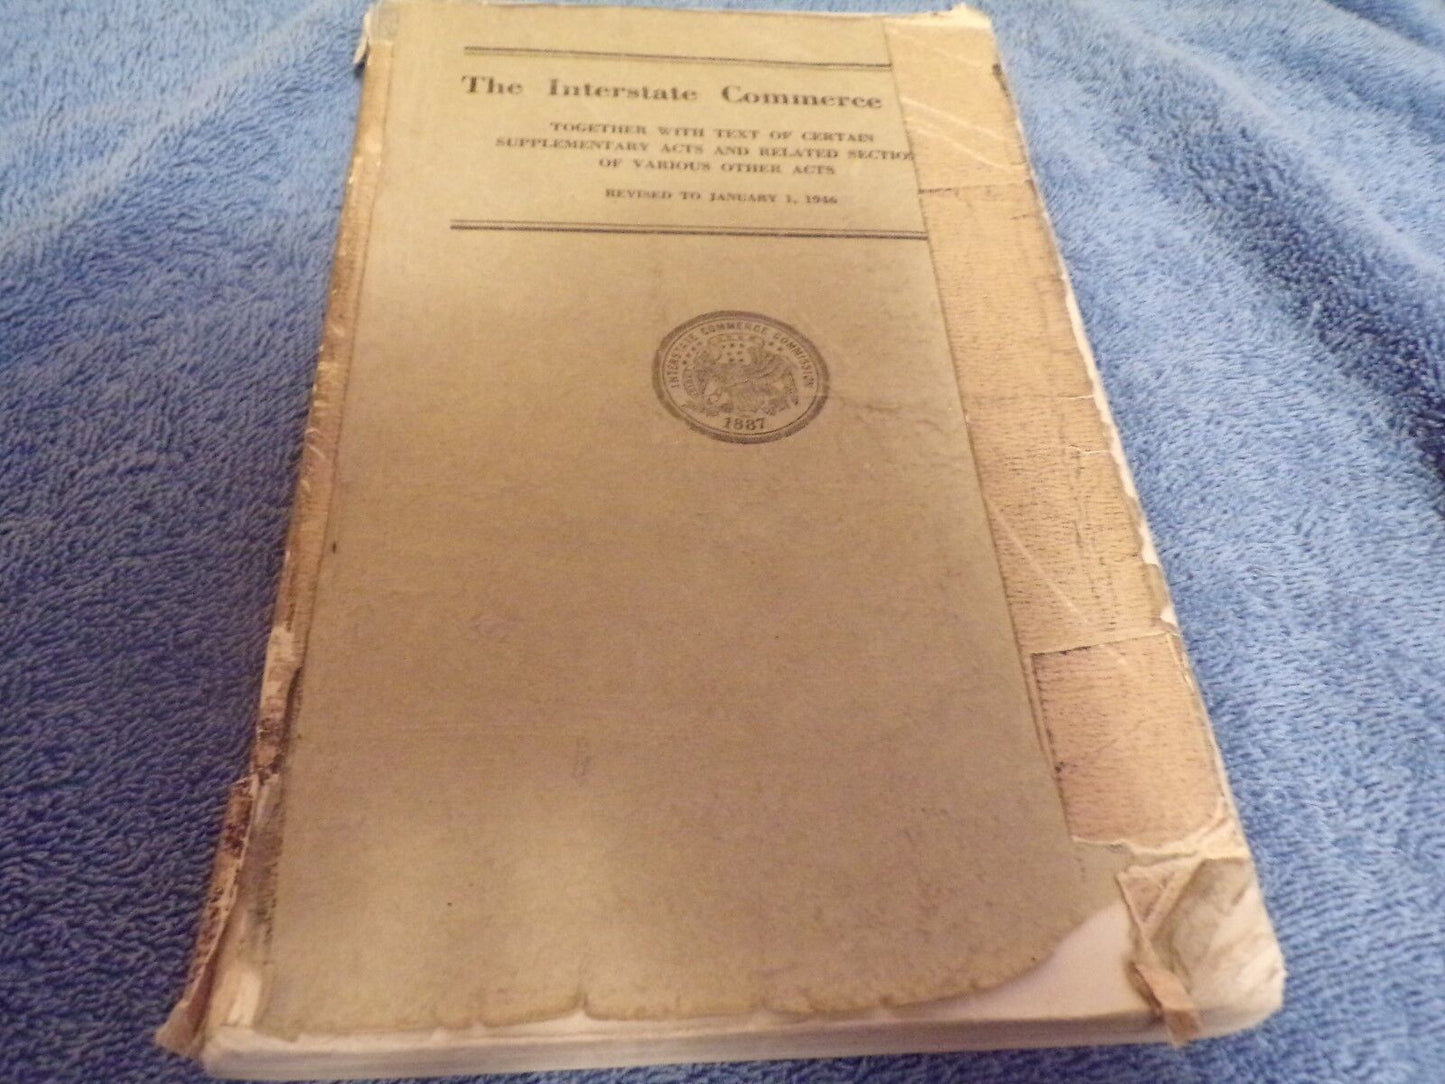 The Interstate Commerce
TOGETHER WITH TEXT OF CERTAIN
SUPPLEMENTARY ACTS AND RELATED SECTIO
OF VARIOUS OTHER ACTS
REVISED TO JANUARY 1, 1946
INTERSTATE COMMERCE COMMISSION
1887